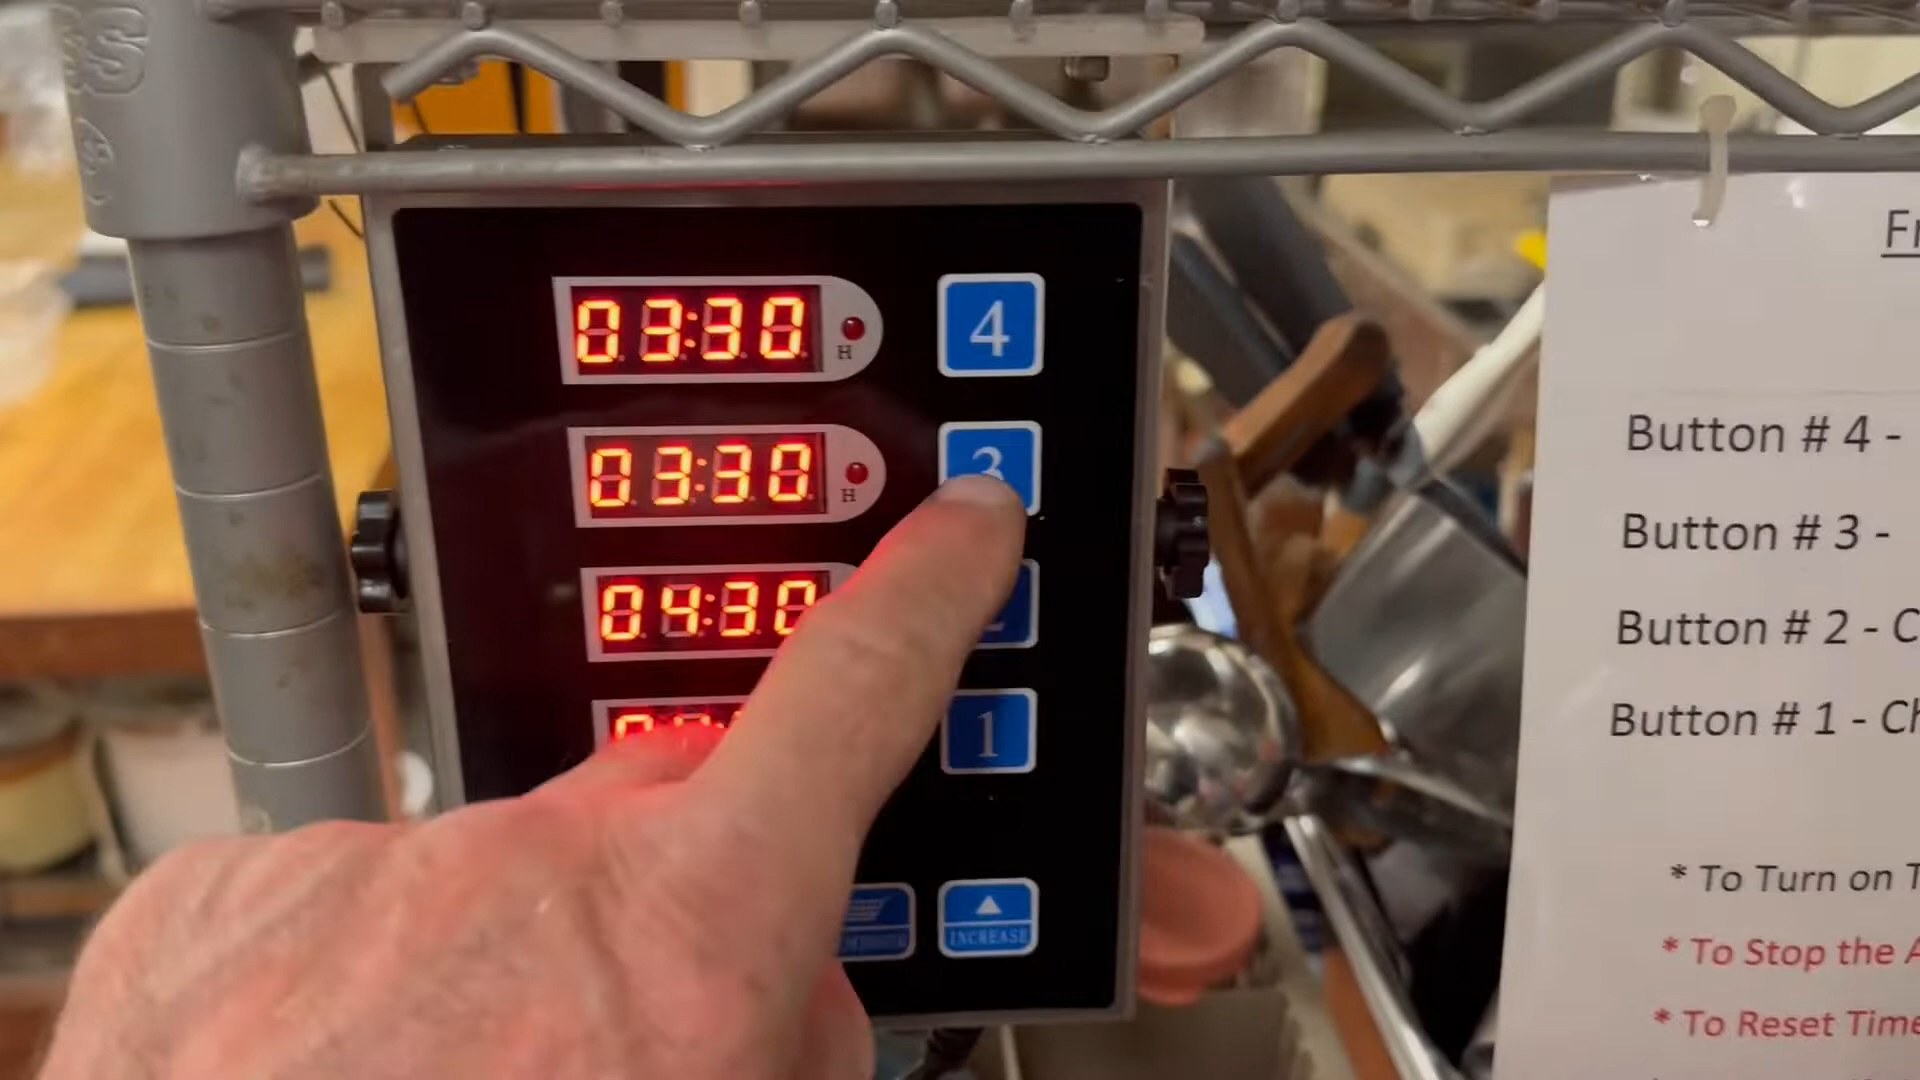 03:30
H
4
03:30
H
3
04:30
2
1
INCREASE
Button # 4 -
Button # 3 -
Button # 2 - C
Button # 1 - Ch
* To Turn on T
* To Stop the A
* To Reset Time